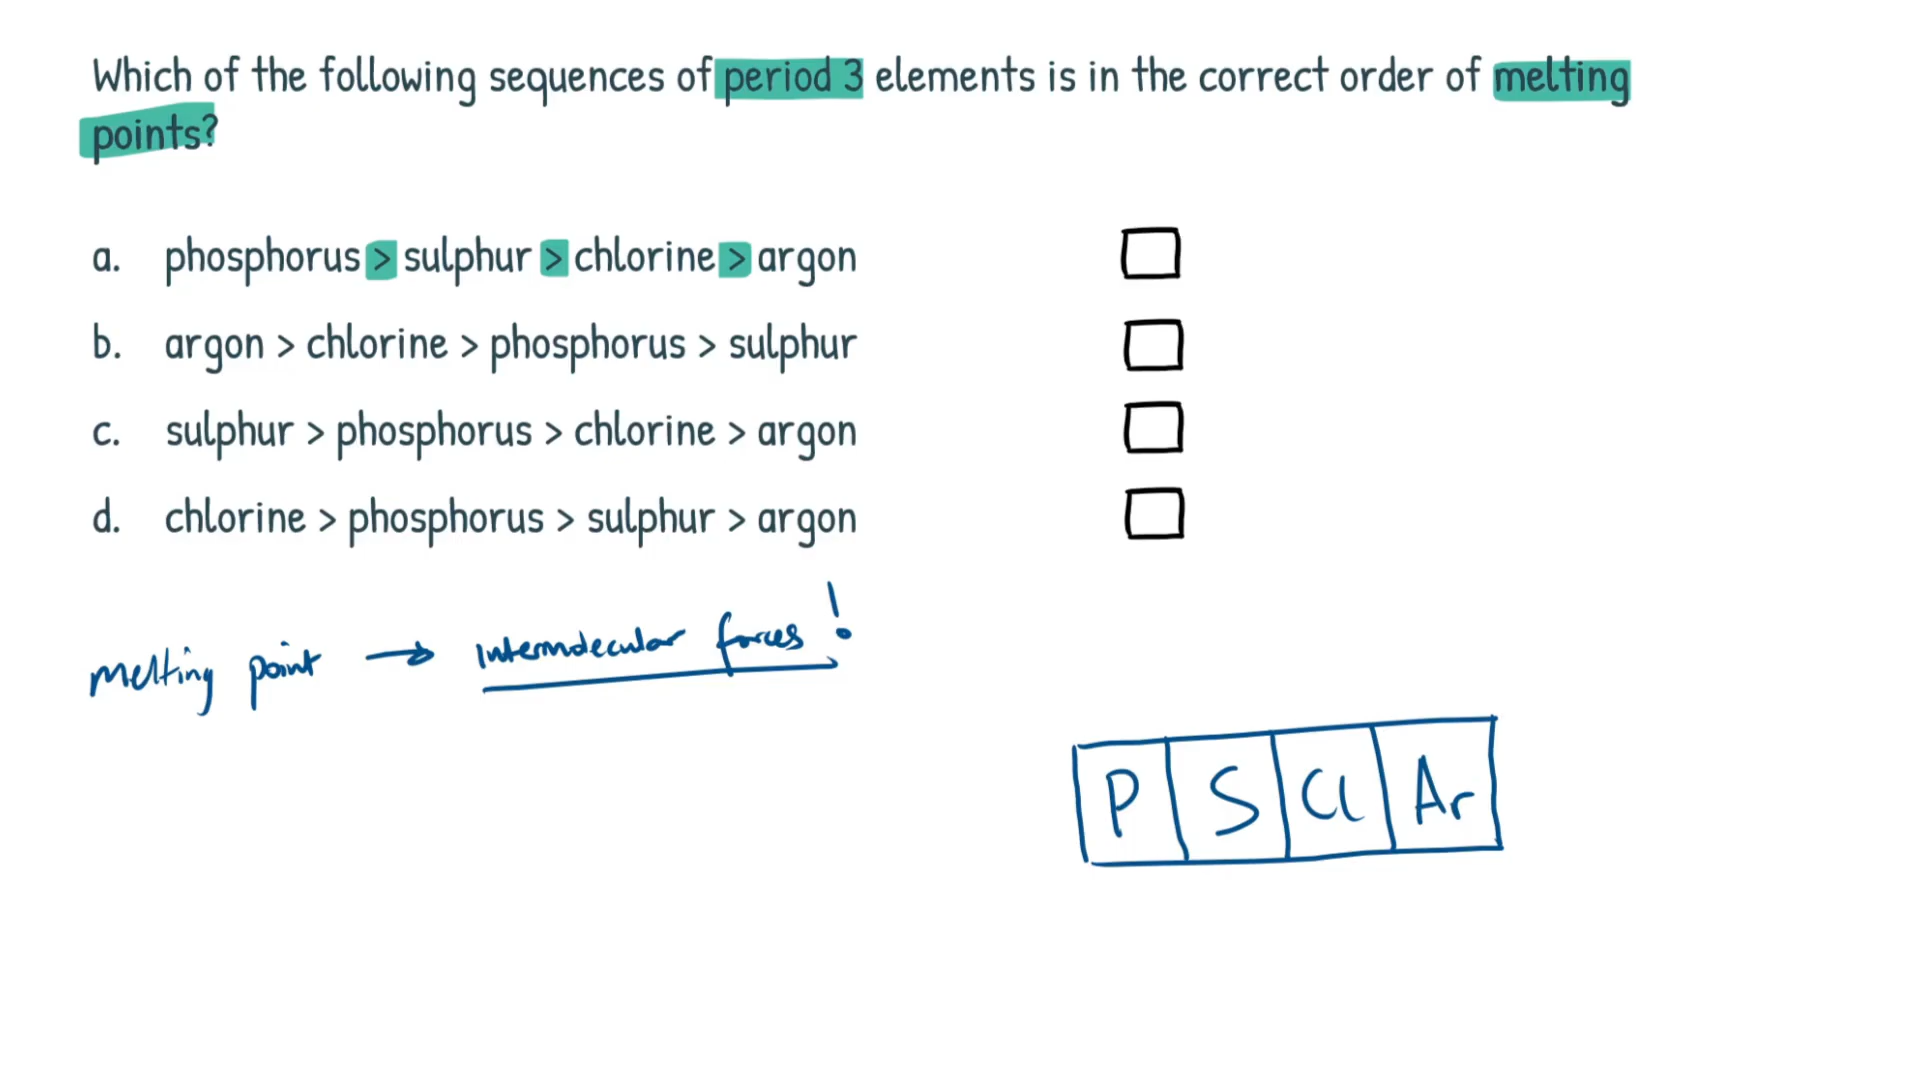 Which of the following sequences of period 3 elements is in the correct order of melting
points?
a. phosphorus > sulphur > chlorine > argon
b. argon > chlorine > phosphorus > sulphur
c. sulphur > phosphorus > chlorine > argon
d. chlorine > phosphorus > sulphur > argon
Melting point → Intermolecular forces!
P S Cl Ar